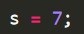 s = 7;